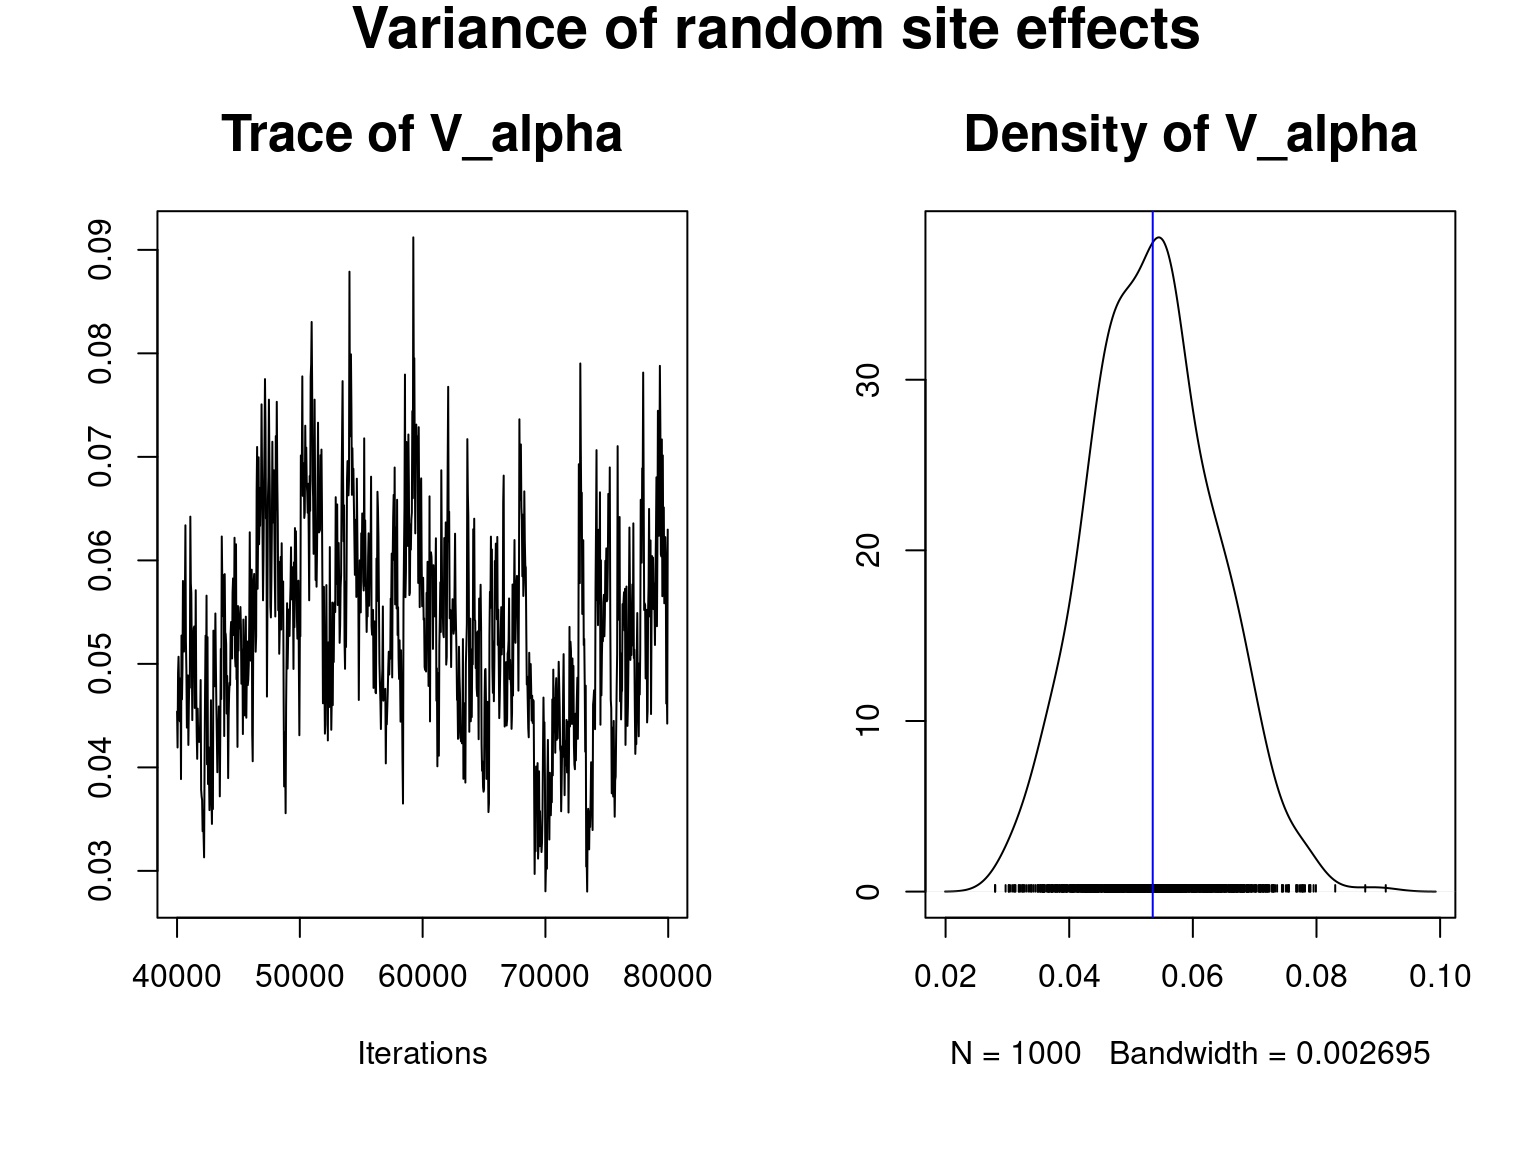 Variance of random site effects
Trace of V_alpha
0.09
0.08
0.07
0.06
0.05
0.04
0.03
40000 50000 60000 70000 80000
Iterations
Density of V_alpha
30
20
10
0
0.02 0.04 0.06 0.08 0.10
N = 1000 Bandwidth = 0.002695